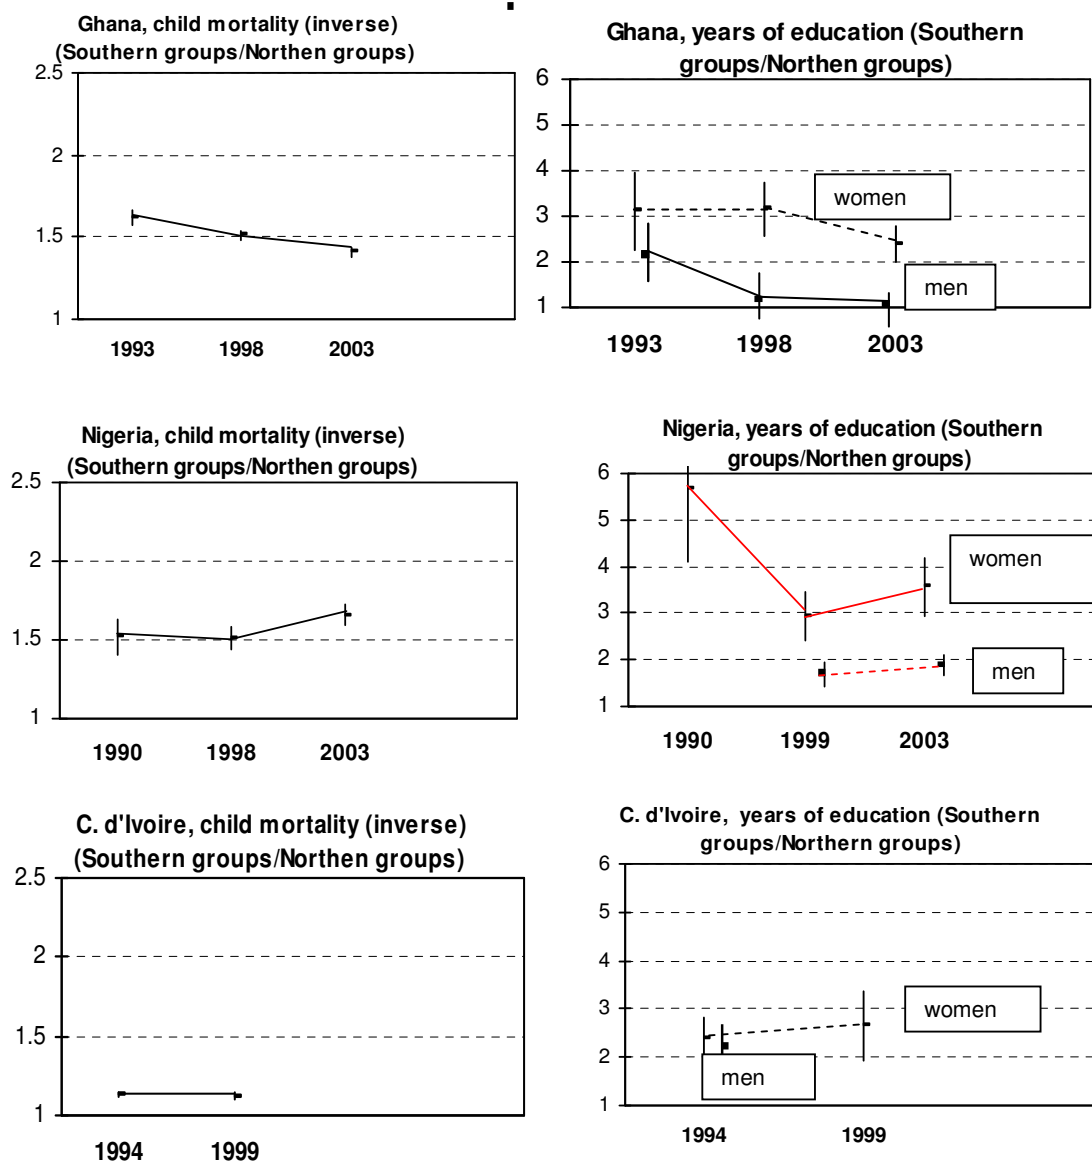 Ghana, child mortality (inverse)
(Southern groups/Northen groups)
2.5
2
1.5
1
1993 1998 2003
Ghana, years of education (Southern
groups/Northen groups)
6
5
4
3
2
1
women
men
1993 1998 2003
Nigeria, child mortality (inverse)
(Southern groups/Northen groups)
2.5
2
1.5
1
1990 1998 2003
Nigeria, years of education (Southern
groups/Northen groups)
6
5
4
3
2
1
women
men
1990 1999 2003
C. d'Ivoire, child mortality (inverse)
(Southern groups/Northen groups)
2.5
2
1.5
1
1994 1999
C. d'Ivoire, years of education (Southern
groups/Northern groups)
6
5
4
3
2
1
women
men
1994 1999